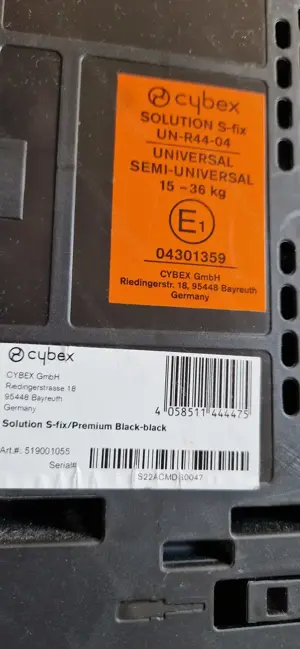 cybex
SOLUTION S-fix
UN-R44-04
UNIVERSAL
SEMI-UNIVERSAL
15 – 36 kg
E1
04301359
CYBEX GmbH
Riedingerstr. 18, 95448 Bayreuth
Germany
cybex
CYBEX GmbH
Riedingerstrasse 18
95448 Bayreuth
Germany
4 058511 444475
Solution S-fix/Premium Black-black
Art.#: 519001055
Serial#